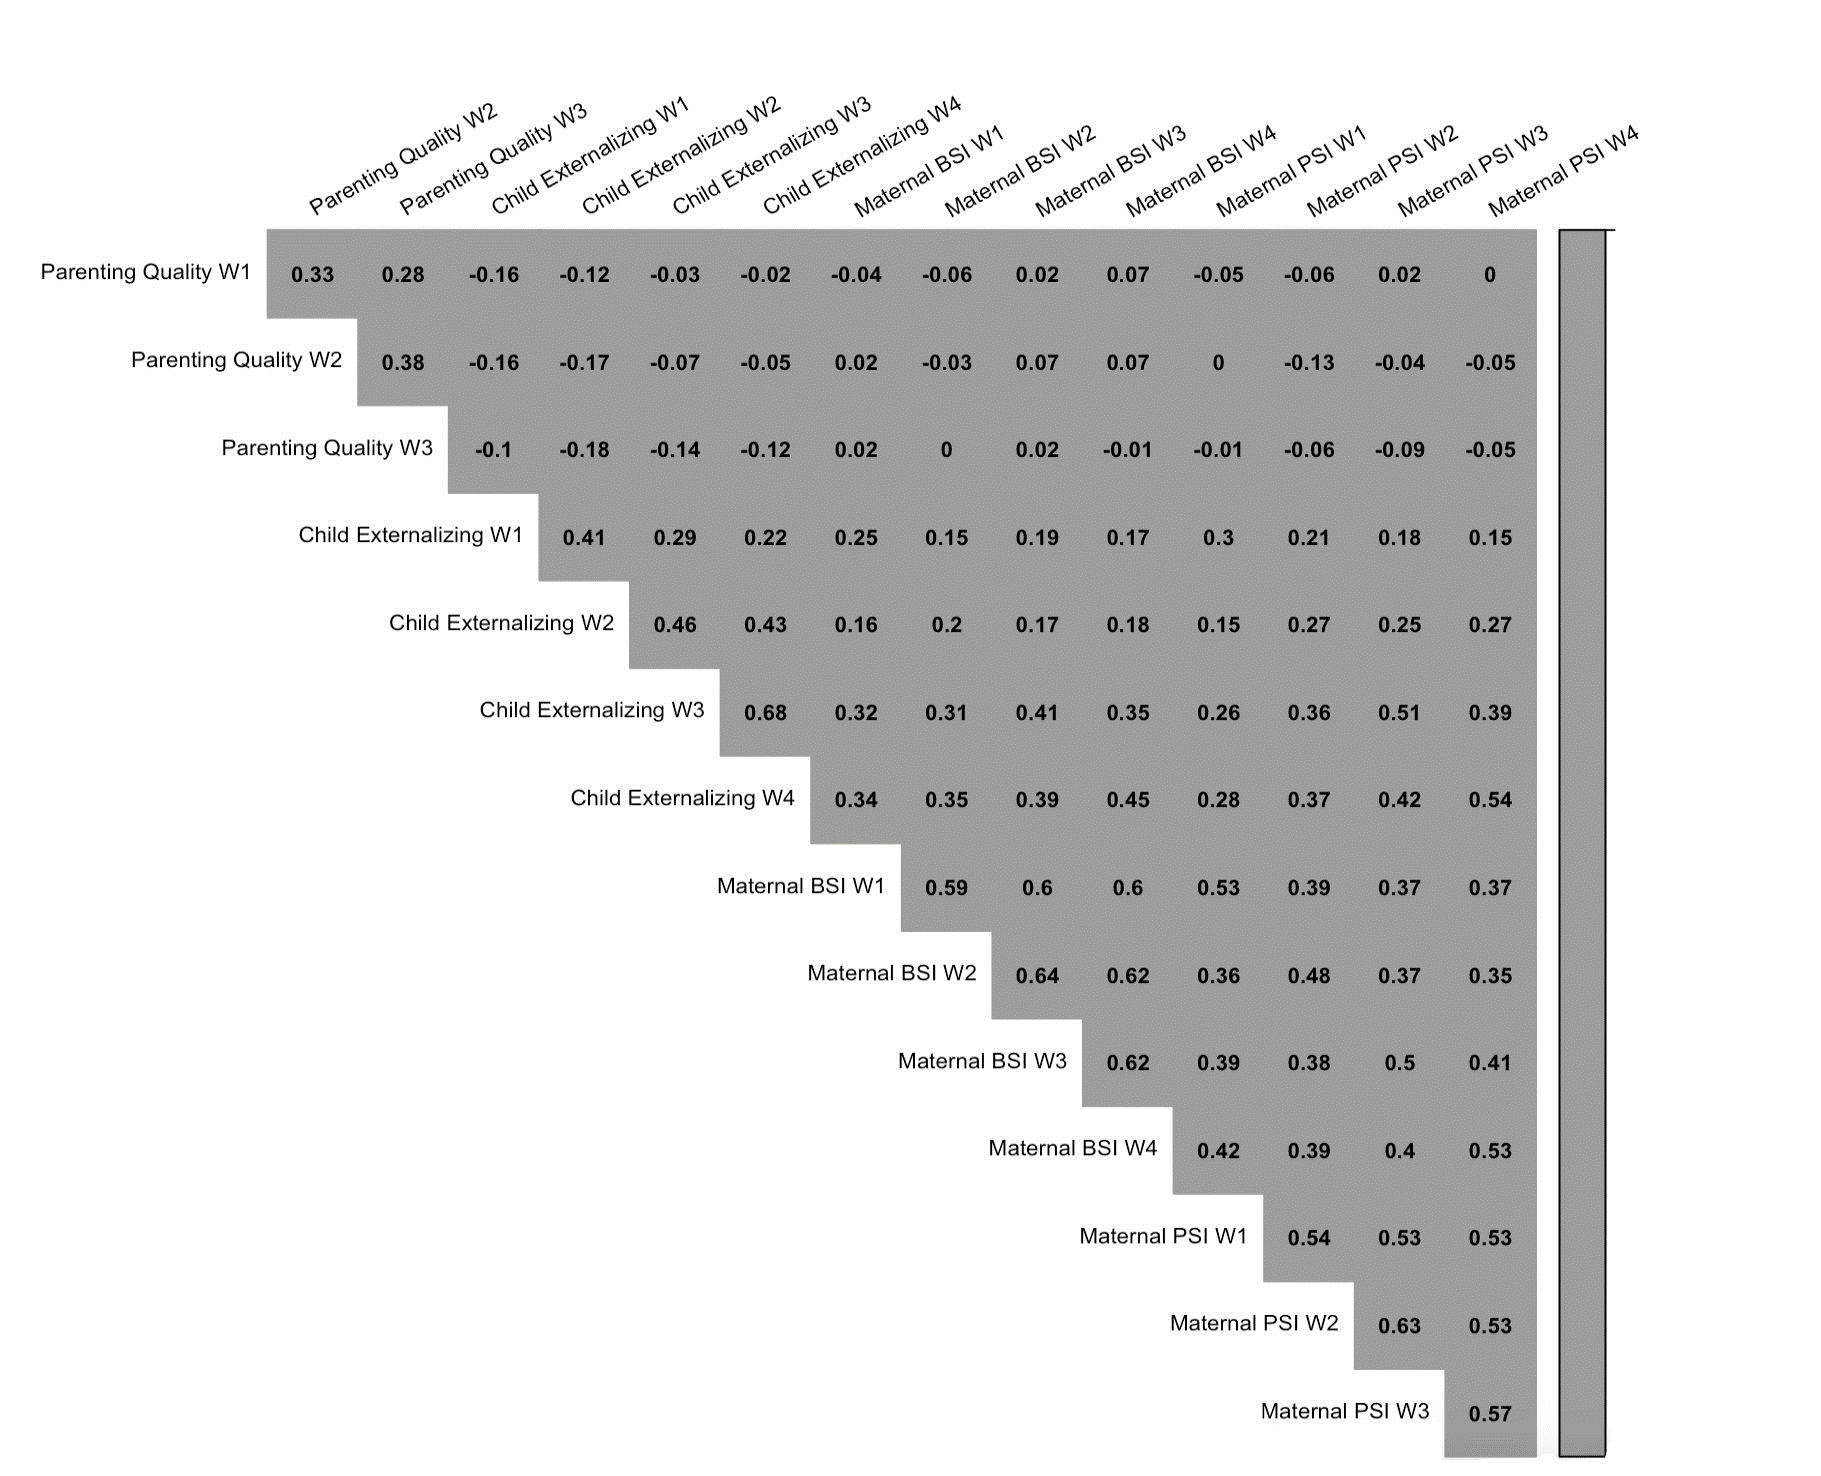 Parenting Quality W2
Parenting Quality W3
Child Externalizing W1
Child Externalizing W2
Child Externalizing W3
Child Externalizing W4
Maternal BSI W1
Maternal BSI W2
Maternal BSI W3
Maternal BSI W4
Maternal PSI W1
Maternal PSI W2
Maternal PSI W3
Maternal PSI W4
Parenting Quality W1 0.33 0.28 -0.16 -0.12 -0.03 -0.02 -0.04 -0.06 0.02 0.07 -0.05 -0.06 0.02 0
Parenting Quality W2 0.38 -0.16 -0.17 -0.07 -0.05 0.02 -0.03 0.07 0.07 0 -0.13 -0.04 -0.05
Parenting Quality W3 -0.1 -0.18 -0.14 -0.12 0.02 0 0.02 -0.01 -0.01 -0.06 -0.09 -0.05
Child Externalizing W1 0.41 0.29 0.22 0.25 0.15 0.19 0.17 0.3 0.21 0.18 0.15
Child Externalizing W2 0.46 0.43 0.16 0.2 0.17 0.18 0.15 0.27 0.25 0.27
Child Externalizing W3 0.68 0.32 0.31 0.41 0.35 0.26 0.36 0.51 0.39
Child Externalizing W4 0.34 0.35 0.39 0.45 0.28 0.37 0.42 0.54
Maternal BSI W1 0.59 0.6 0.6 0.53 0.39 0.37 0.37
Maternal BSI W2 0.64 0.62 0.36 0.48 0.37 0.35
Maternal BSI W3 0.62 0.39 0.38 0.5 0.41
Maternal BSI W4 0.42 0.39 0.4 0.53
Maternal PSI W1 0.54 0.53 0.53
Maternal PSI W2 0.63 0.53
Maternal PSI W3 0.57